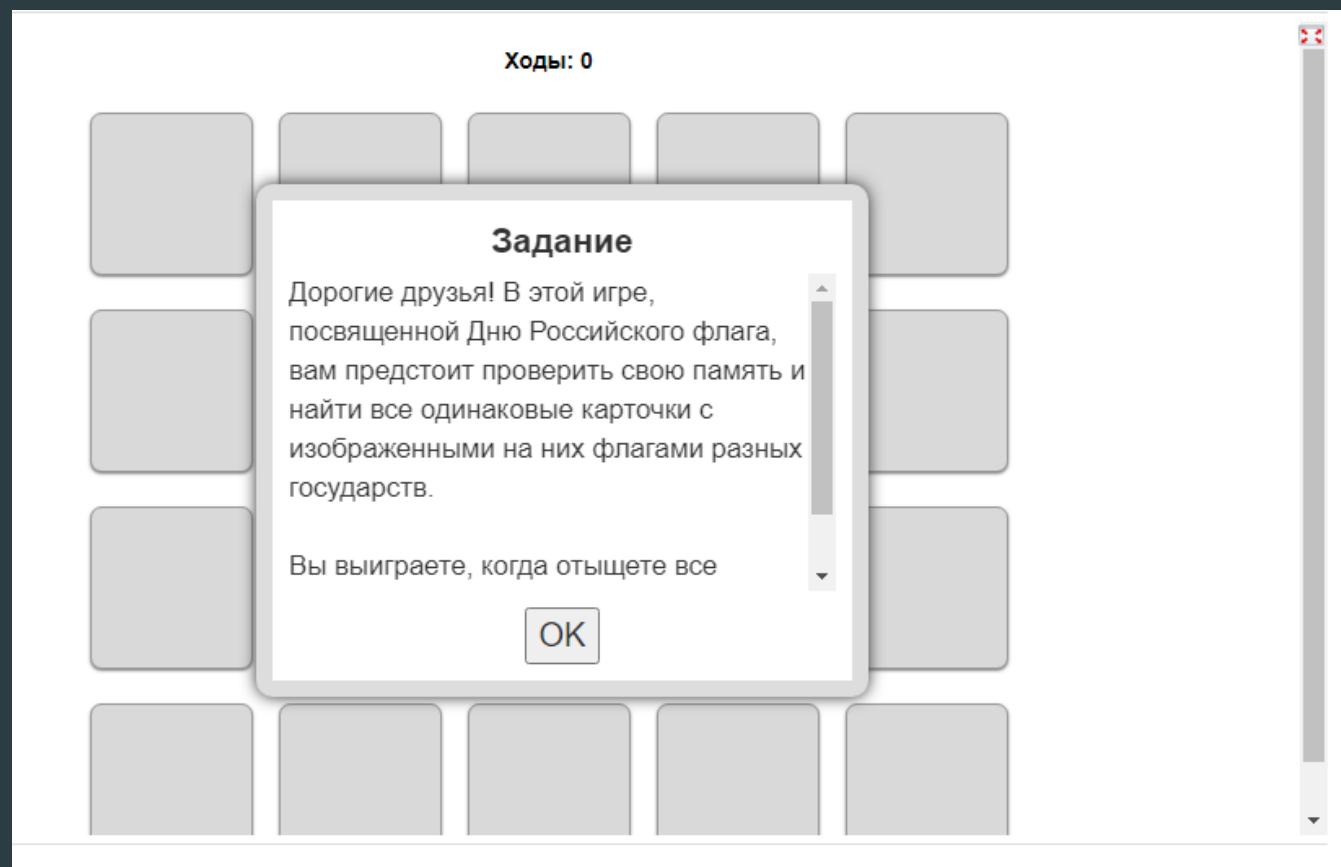 Ходы: 0
Задание
Дорогие друзья! В этой игре,
посвященной Дню Российского флага,
вам предстоит проверить свою память и
найти все одинаковые карточки с
изображенными на них флагами разных
государств.
Вы выиграете, когда отыщете все
OK